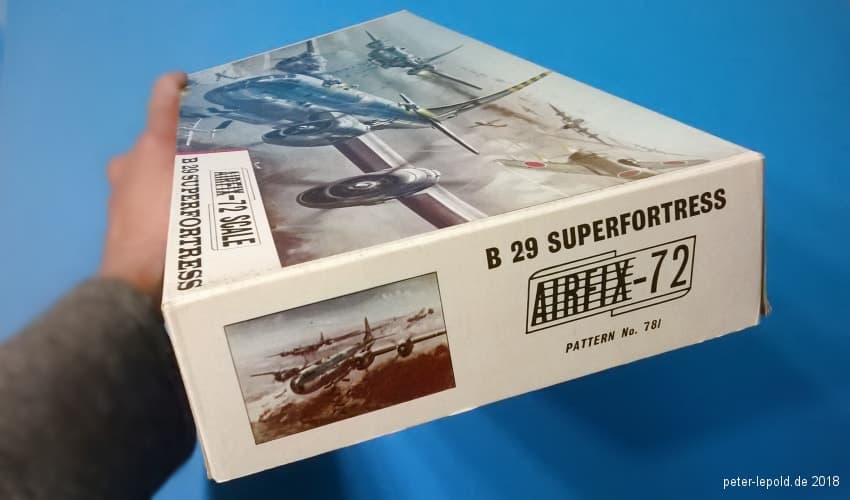 AIRFIX-72 SCALE
B 29 SUPERFORTRESS
B 29 SUPERFORTRESS
AIRFIX-72
PATTERN No. 781
peter-lepold.de 2018